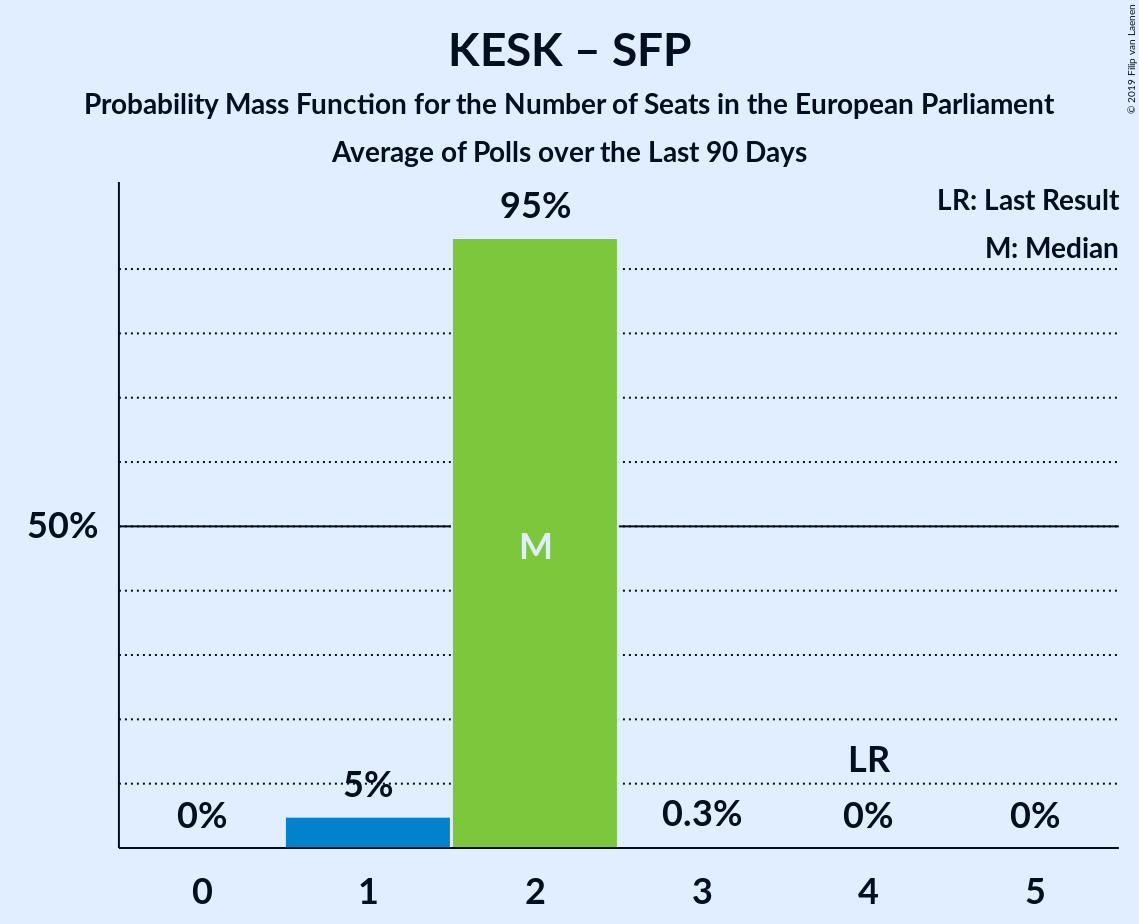 KESK – SFP
Probability Mass Function for the Number of Seats in the European Parliament
Average of Polls over the Last 90 Days
© 2019 Filip van Laenen
LR: Last Result
M: Median
95%
50%
M
LR
5%
0%
0.3%
0%
0%
0 1 2 3 4 5